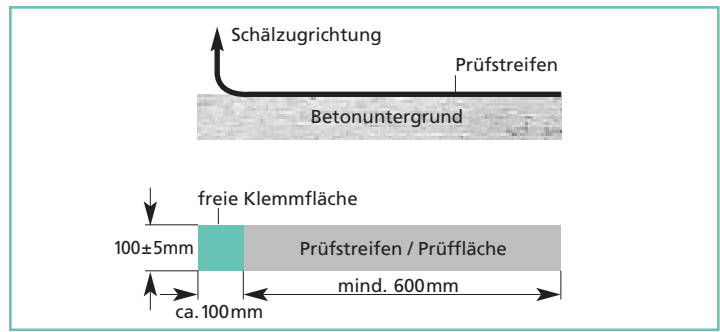 Schälzugrichtung
Prüfstreifen
Betonuntergrund
freie Klemmfläche
100±5mm
Prüfstreifen / Prüffläche
mind. 600mm
ca. 100mm